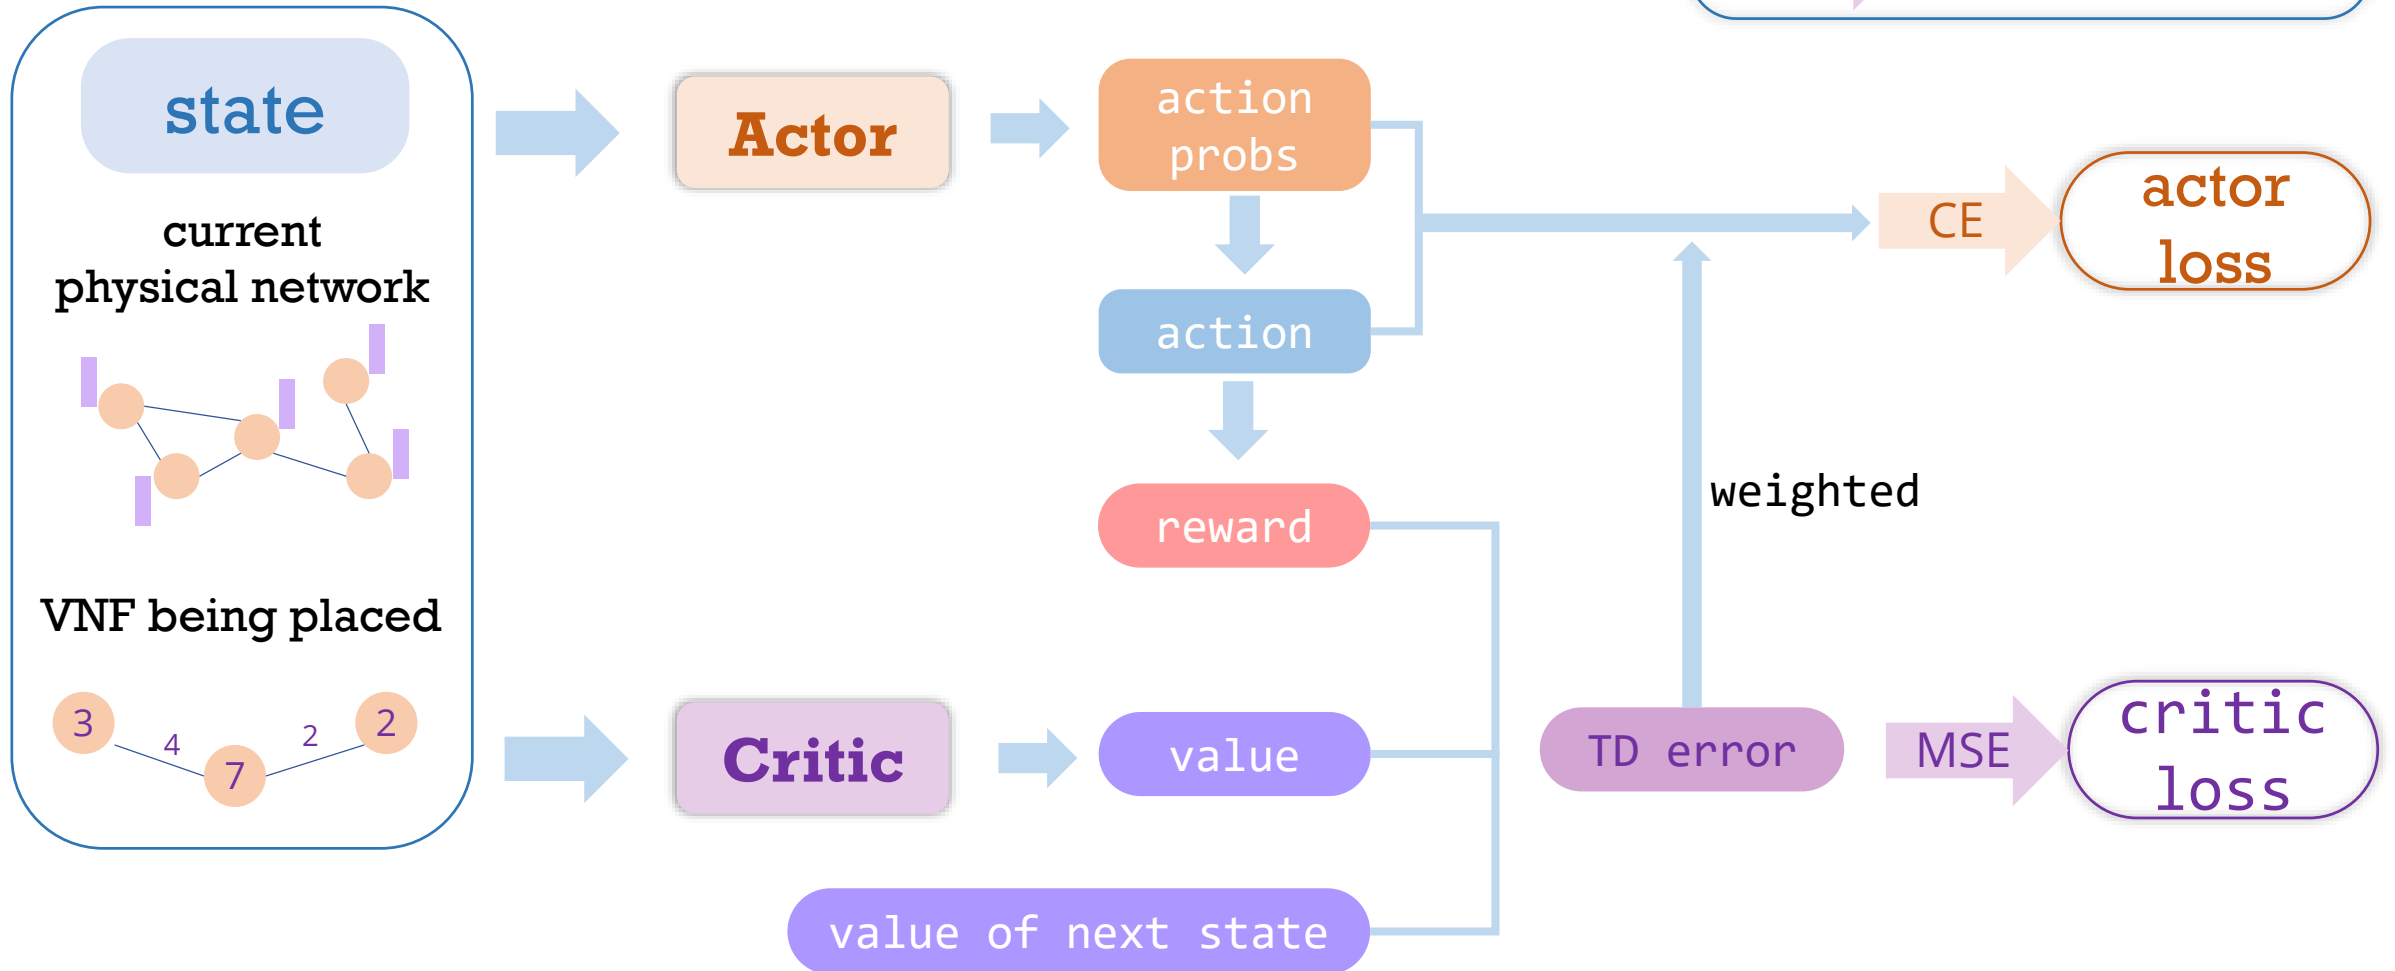 state
current
physical network
VNF being placed
3
4
7
2
2
Actor
action
probs
action
reward
Critic
value
value of next state
weighted
TD error
CE
actor
loss
MSE
critic
loss